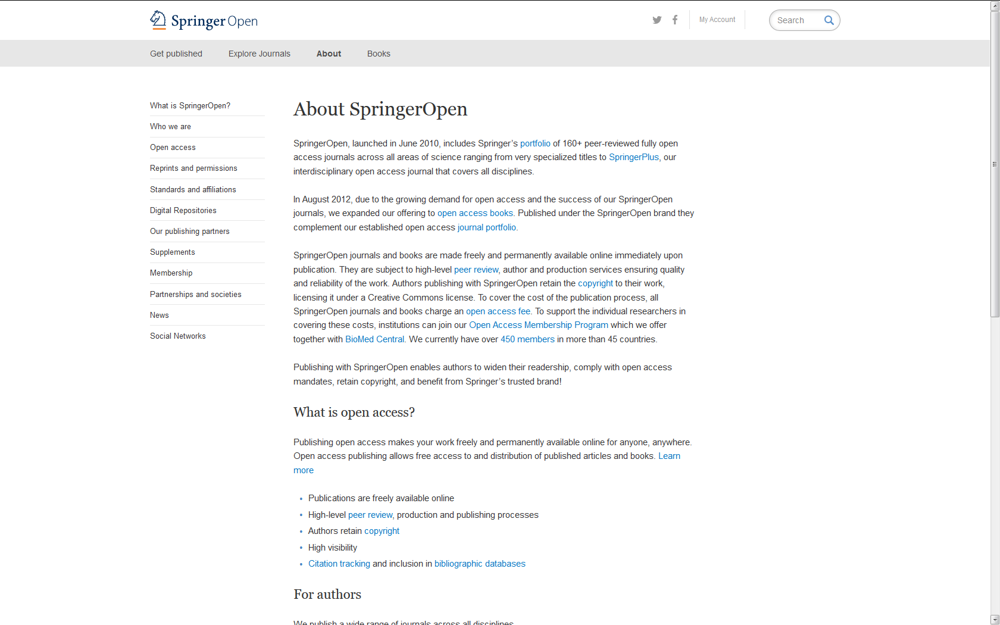 Springer Open
My Account
Search
Get published
Explore Journals
About
Books
What is SpringerOpen?
Who we are
Open access
Reprints and permissions
Standards and affiliations
Digital Repositories
Our publishing partners
Supplements
Membership
Partnerships and societies
News
Social Networks
About SpringerOpen
SpringerOpen, launched in June 2010, includes Springer’s portfolio of 160+ peer-reviewed fully open
access journals across all areas of science ranging from very specialized titles to SpringerPlus, our
interdisciplinary open access journal that covers all disciplines.
In August 2012, due to the growing demand for open access and the success of our SpringerOpen
journals, we expanded our offering to open access books. Published under the SpringerOpen brand they
complement our established open access journal portfolio.
SpringerOpen journals and books are made freely and permanently available online immediately upon
publication. They are subject to high-level peer review, author and production services ensuring quality
and reliability of the work. Authors publishing with SpringerOpen retain the copyright to their work,
licensing it under a Creative Commons license. To cover the cost of the publication process, all
SpringerOpen journals and books charge an open access fee. To support the individual researchers in
covering these costs, institutions can join our Open Access Membership Program which we offer
together with BioMed Central. We currently have over 450 members in more than 45 countries.
Publishing with SpringerOpen enables authors to widen their readership, comply with open access
mandates, retain copyright, and benefit from Springer’s trusted brand!
What is open access?
Publishing open access makes your work freely and permanently available online for anyone, anywhere.
Open access publishing allows free access to and distribution of published articles and books. Learn
more
• Publications are freely available online
• High-level peer review, production and publishing processes
• Authors retain copyright
• High visibility
• Citation tracking and inclusion in bibliographic databases
For authors
We publish a wide range of journals across all disciplines